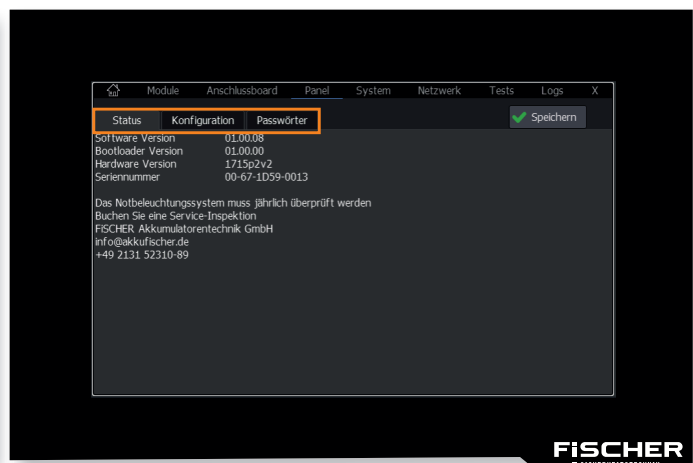 Module Anschlussboard Panel System Netzwerk Tests Logs X
Status Konfiguration Passwörter Speichern
Software Version 01.00.08
Bootloader Version 01.00.00
Hardware Version 1715p2v2
Seriennummer 00-67-1D59-0013
Das Notbeleuchtungssystem muss jährlich überprüft werden
Buchen Sie eine Service-Inspektion
FISCHER Akkumulatorentechnik GmbH
info@akkufischer.de
+49 2131 52310-89
FiSCHER